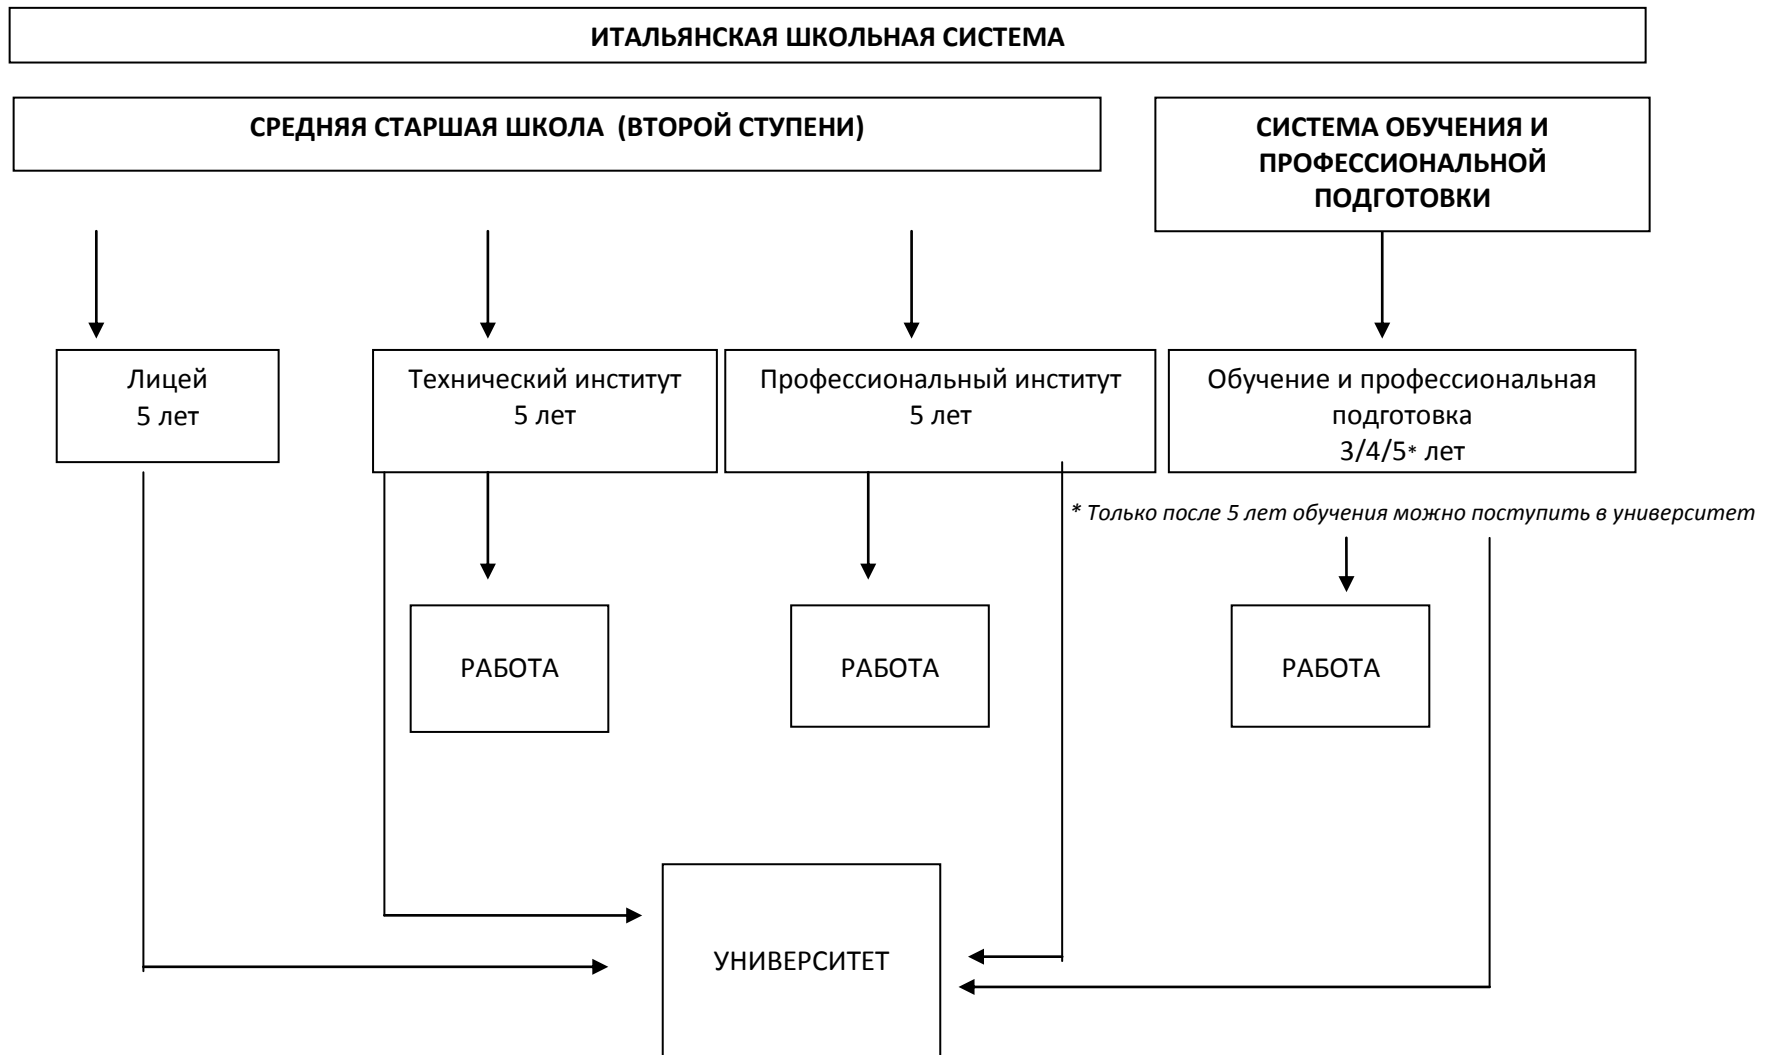 ИТАЛЬЯНСКАЯ ШКОЛЬНАЯ СИСТЕМА
СРЕДНЯЯ СТАРШАЯ ШКОЛА (ВТОРОЙ СТУПЕНИ)
СИСТЕМА ОБУЧЕНИЯ И
ПРОФЕССИОНАЛЬНОЙ
ПОДГОТОВКИ
Лицей
5 лет
Технический институт
5 лет
Профессиональный институт
5 лет
Обучение и профессиональная
подготовка
3/4/5* лет
* Только после 5 лет обучения можно поступить в университет
РАБОТА
РАБОТА
РАБОТА
УНИВЕРСИТЕТ